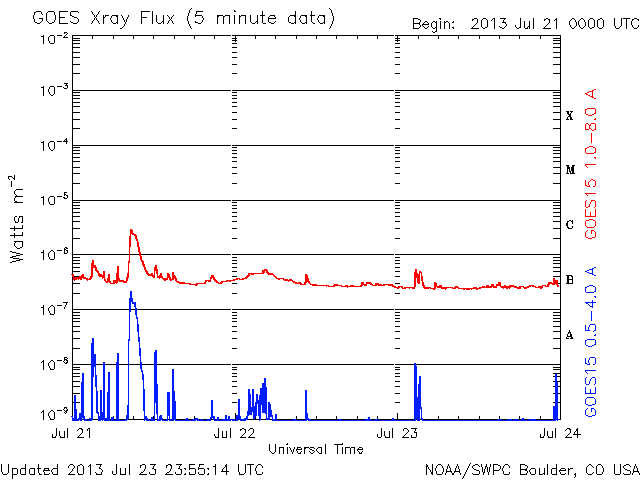 GOES Xray Flux (5 minute data)
Begin: 2013 Jul 21 0000 UTC
10-2
10-3
10-4
10-5
10-6
10-7
10-8
10-9
Watts m-2
X
M
C
B
A
GOES15 1.0-8.0 A
GOES15 0.5-4.0 A
Jul 21
Jul 22
Jul 23
Jul 24
Universal Time
Updated 2013 Jul 23 23:55:14 UTC
NOAA/SWPC Boulder, CO USA